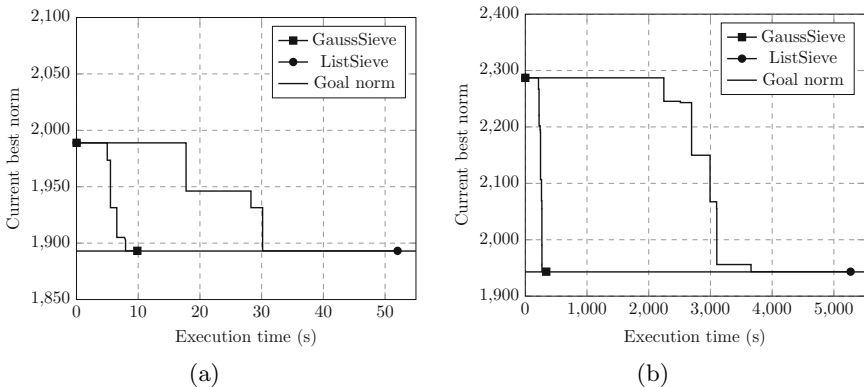 2,100
2,050
2,000
1,950
1,900
1,850
Current best norm
0
10
20
30
40
50
Execution time (s)
GaussSieve
ListSieve
Goal norm
(a)
2,400
2,300
2,200
2,100
2,000
1,900
Current best norm
0
1,000
2,000
3,000
4,000
5,000
Execution time (s)
GaussSieve
ListSieve
Goal norm
(b)